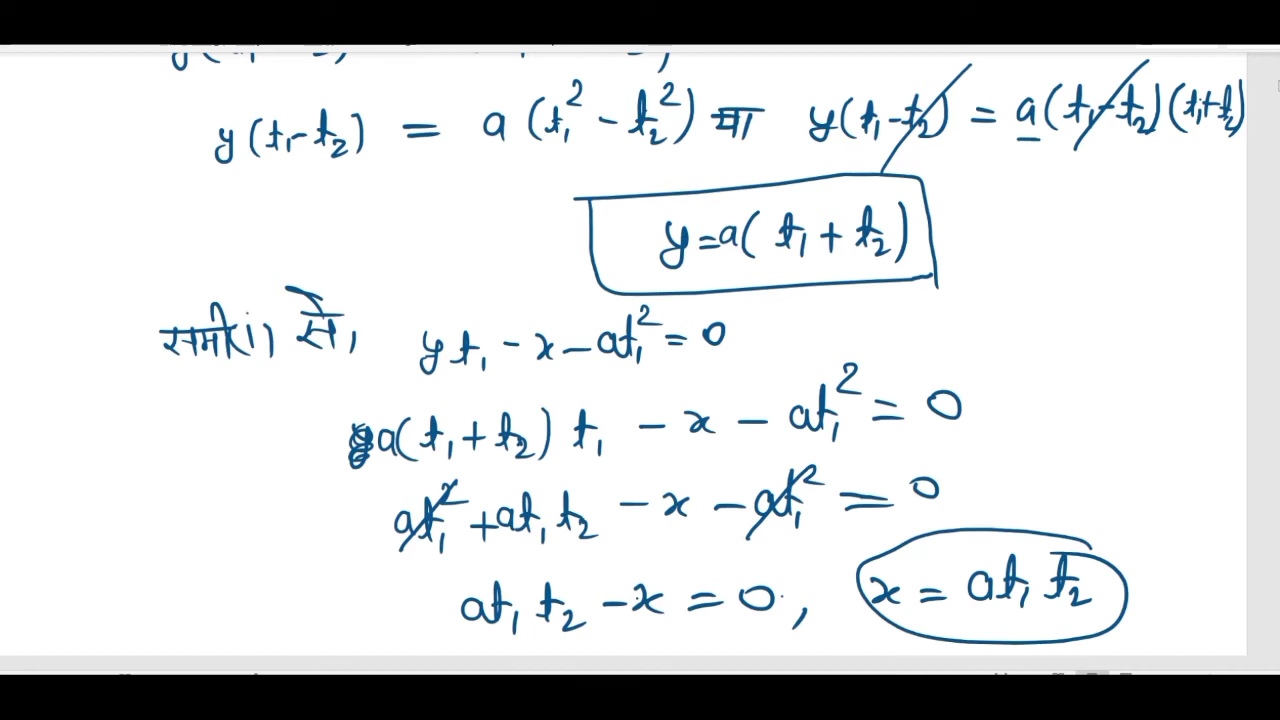 y(t₁-t₂) = a(t₁² - t₂²) या y(t₁-t₂) = a(t₁-t₂)(t₁+t₂)
y=a(t₁+t₂)
समी०1 से, yt₁ - x - at₁² = 0
a(t₁+t₂)t₁ - x - at₁² = 0
at₁² + at₁t₂ - x - at₁² = 0
at₁t₂ - x = 0, x = at₁t₂